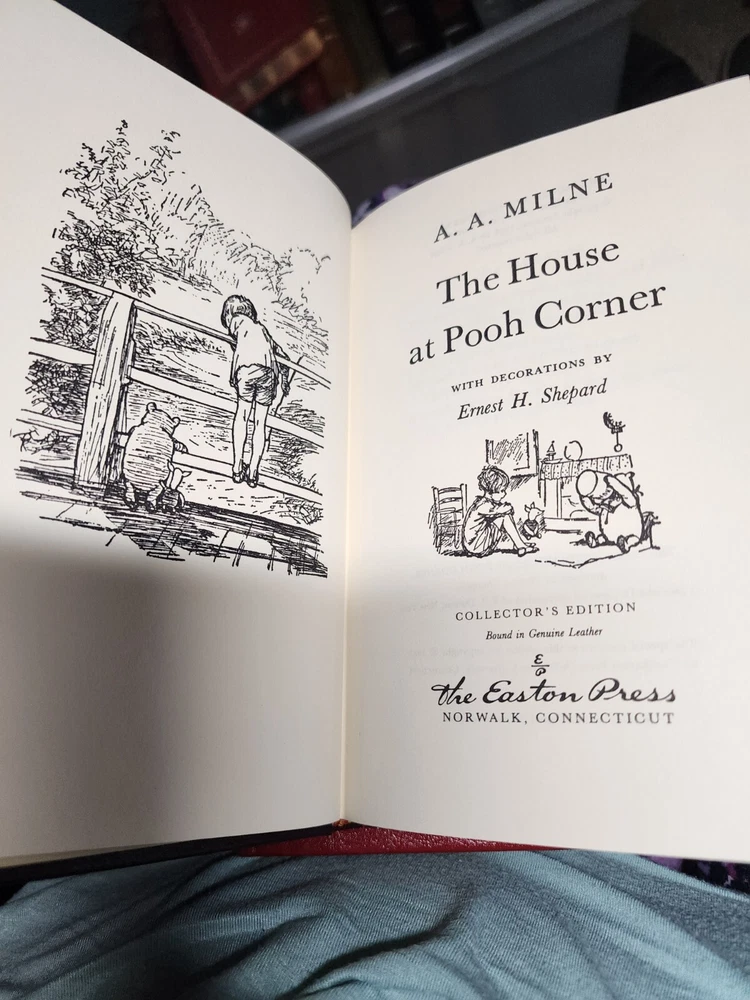 A. A. MILNE
The House
at Pooh Corner
WITH DECORATIONS BY
Ernest H. Shepard
COLLECTOR'S EDITION
Bound in Genuine Leather
E
P
the Easton Press
NORWALK, CONNECTICUT